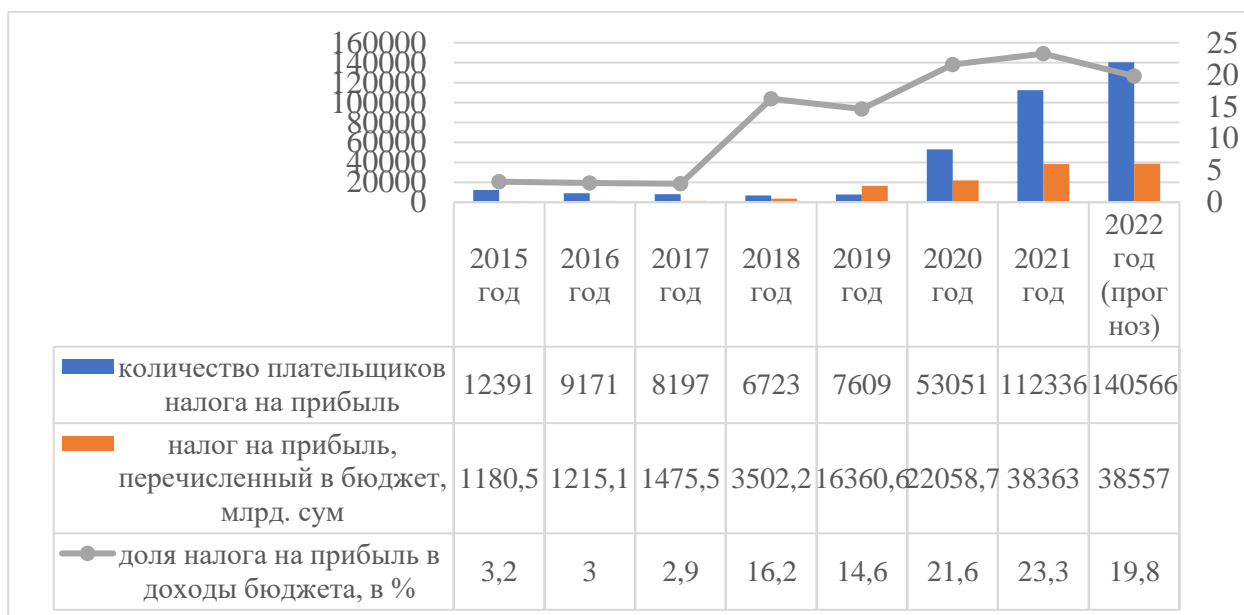 160000 25
140000
120000 20
100000 15
80000
60000 10
40000 5
20000
0 0
2015 год 2016 год 2017 год 2018 год 2019 год 2020 год 2021 год 2022 год (прог ноз)
количество плательщиков
налога на прибыль
12391 9171 8197 6723 7609 53051 112336 140566
налог на прибыль,
перечисленный в бюджет,
млрд. сум
1180,5 1215,1 1475,5 3502,2 16360,6 22058,7 38363 38557
доля налога на прибыль в
доходы бюджета, в %
3,2 3 2,9 16,2 14,6 21,6 23,3 19,8